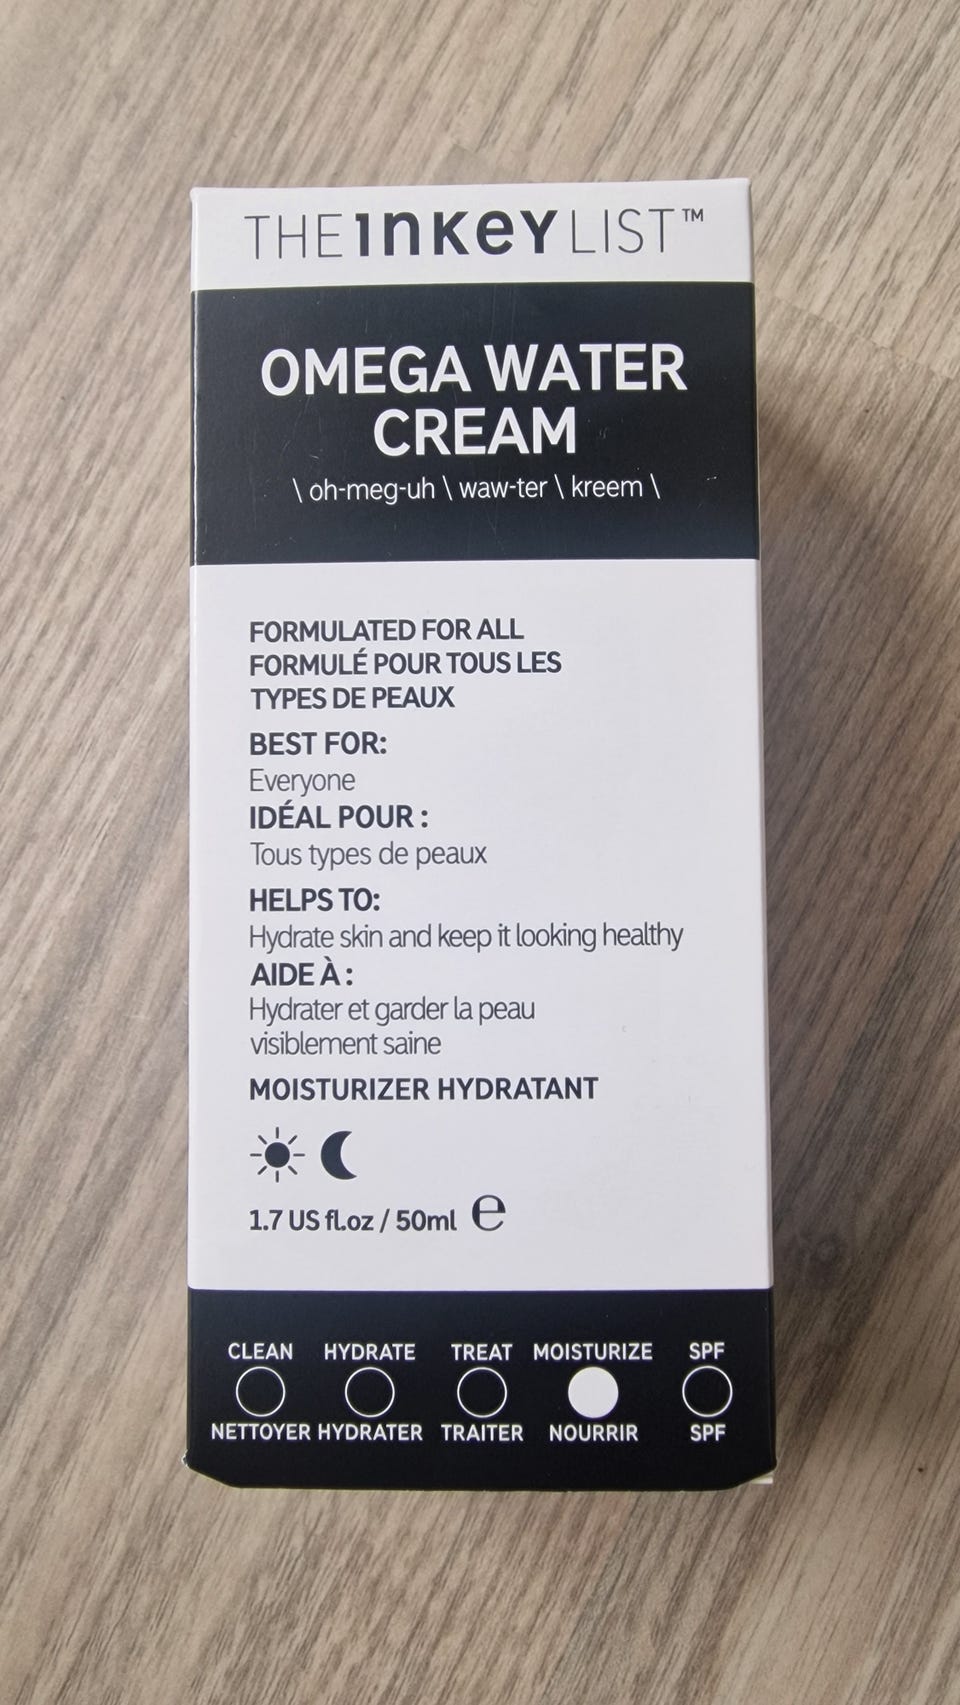 THE INKEY LIST™
OMEGA WATER
CREAM
\ oh-meg-uh \ waw-ter \ kreem \
FORMULATED FOR ALL
FORMULÉ POUR TOUS LES
TYPES DE PEAUX
BEST FOR:
Everyone
IDÉAL POUR :
Tous types de peaux
HELPS TO:
Hydrate skin and keep it looking healthy
AIDE À :
Hydrater et garder la peau
visiblement saine
MOISTURIZER HYDRATANT
1.7 US fl.oz / 50ml ℮
CLEAN HYDRATE TREAT MOISTURIZE SPF
NETTOYER HYDRATER TRAITER NOURRIR SPF